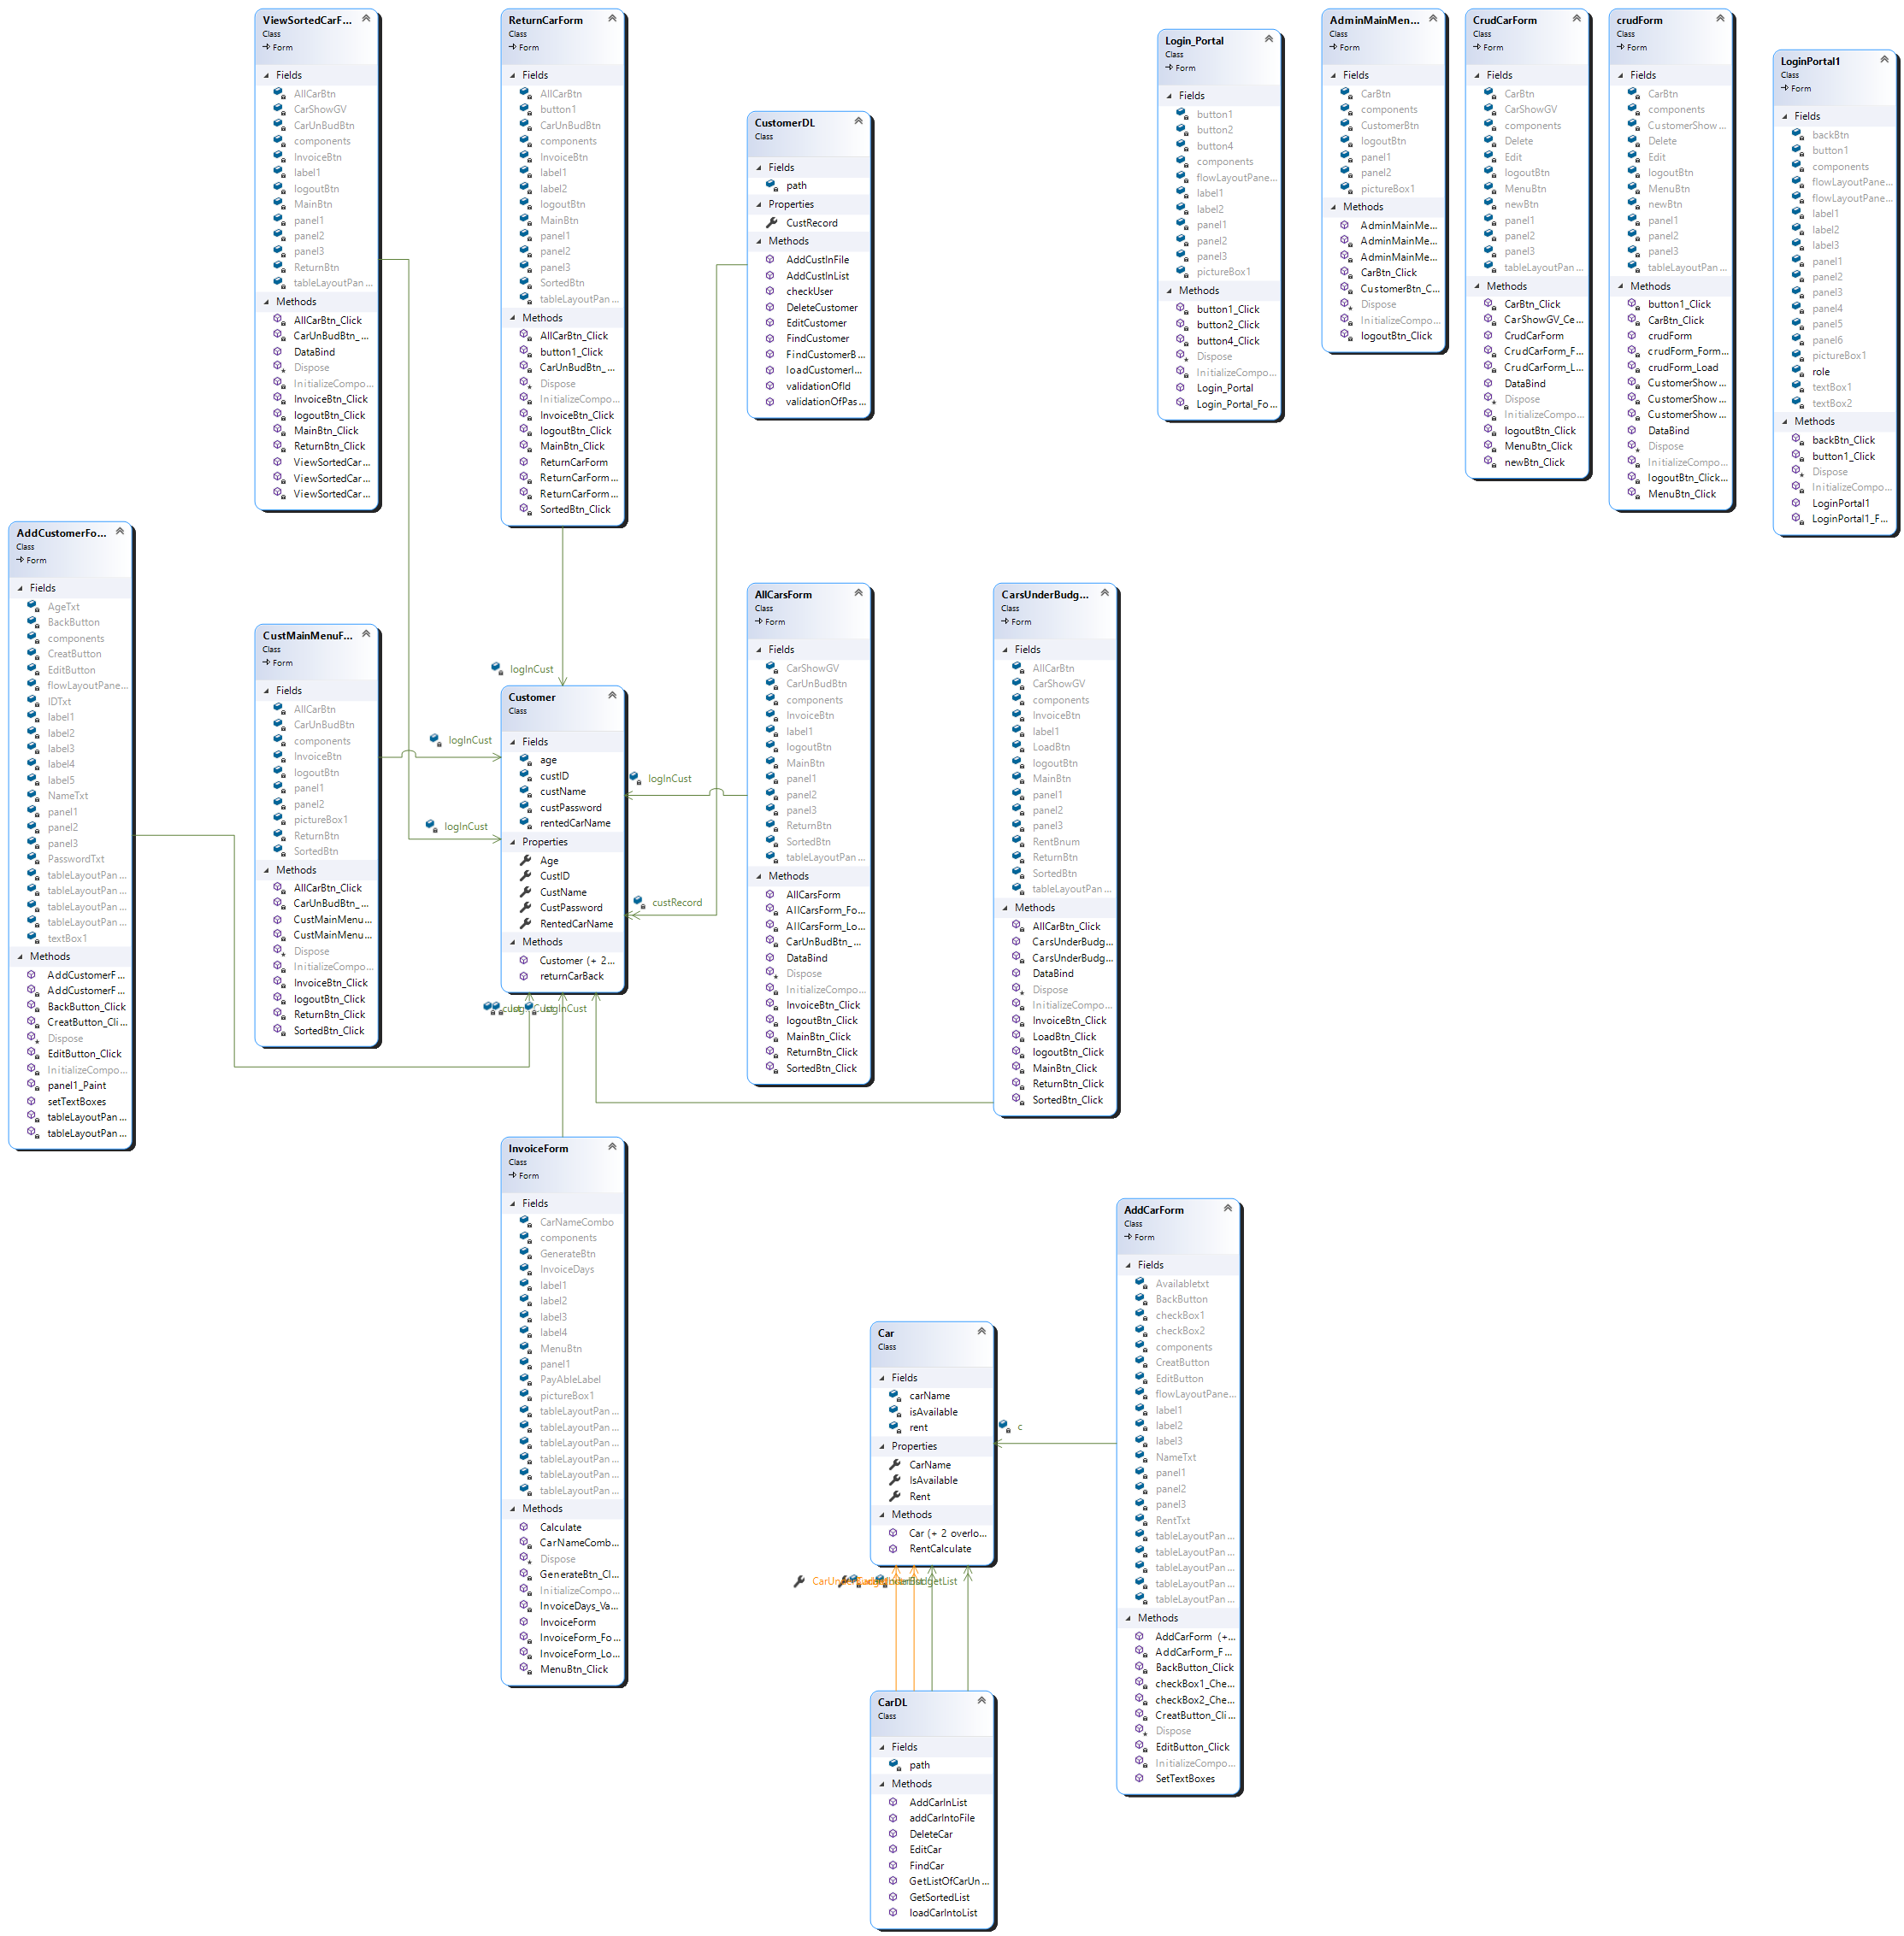 ViewSortedCarF...
Class
Form
Fields
AllCarBtn
CarShowGV
CarUnBudBtn
components
InvoiceBtn
label1
logoutBtn
MainBtn
panel1
panel2
panel3
ReturnBtn
tableLayoutPan...
Methods
AllCarBtn_Click
CarUnBudBtn_...
DataBind
Dispose
InitializeCompo...
InvoiceBtn_Click
logoutBtn_Click
MainBtn_Click
ReturnBtn_Click
ViewSortedCar...
ViewSortedCar...
ViewSortedCar...
ReturnCarForm
Class
Form
Fields
AllCarBtn
button1
CarUnBudBtn
components
InvoiceBtn
label1
label2
logoutBtn
MainBtn
panel1
panel2
panel3
SortedBtn
tableLayoutPan...
Methods
AllCarBtn_Click
button1_Click
CarUnBudBtn_...
Dispose
InitializeCompo...
InvoiceBtn_Click
logoutBtn_Click
MainBtn_Click
ReturnCarForm
ReturnCarForm...
ReturnCarForm...
SortedBtn_Click
CustomerDL
Class
Fields
path
Properties
CustRecord
Methods
AddCustInFile
AddCustInList
checkUser
DeleteCustomer
EditCustomer
FindCustomer
FindCustomerB...
loadCustomerI...
validationOfId
validationOfPas...
Login_Portal
Class
Form
Fields
button1
button2
button4
components
flowLayoutPane...
label1
label2
panel1
panel2
panel3
pictureBox1
Methods
button1_Click
button2_Click
button4_Click
Dispose
InitializeCompo...
Login_Portal
Login_Portal_Fo...
AdminMainMen...
Class
Form
Fields
CarBtn
components
CustomerBtn
logoutBtn
panel1
panel2
pictureBox1
Methods
AdminMainMe...
AdminMainMe...
AdminMainMe...
CarBtn_Click
CustomerBtn_C...
Dispose
InitializeCompo...
logoutBtn_Click
CrudCarForm
Class
Form
Fields
CarBtn
CarShowGV
components
Delete
Edit
logoutBtn
MenuBtn
newBtn
panel1
panel2
panel3
tableLayoutPan...
Methods
CarBtn_Click
CarShowGV_Ce...
CrudCarForm
CrudCarForm_F...
CrudCarForm_L...
DataBind
Dispose
InitializeCompo...
logoutBtn_Click
MenuBtn_Click
newBtn_Click
crudForm
Class
Form
Fields
CarBtn
components
CustomerShow...
Delete
Edit
logoutBtn
MenuBtn
newBtn
panel1
panel2
panel3
tableLayoutPan...
Methods
button1_Click
CarBtn_Click
crudForm
crudForm_Form...
crudForm_Load
CustomerShow...
CustomerShow...
CustomerShow...
DataBind
Dispose
InitializeCompo...
logoutBtn_Click...
MenuBtn_Click
LoginPortal1
Class
Form
Fields
backBtn
button1
components
flowLayoutPane...
flowLayoutPane...
label1
label2
label3
panel1
panel2
panel3
panel4
panel5
panel6
pictureBox1
role
textBox1
textBox2
Methods
backBtn_Click
button1_Click
Dispose
InitializeCompo...
LoginPortal1
LoginPortal1_F...
AddCustomerFo...
Class
Form
Fields
AgeTxt
BackButton
components
CreatButton
EditButton
flowLayoutPane...
IDTxt
label1
label2
label3
label4
label5
NameTxt
panel1
panel2
panel3
PasswordTxt
tableLayoutPan...
tableLayoutPan...
tableLayoutPan...
tableLayoutPan...
textBox1
Methods
AddCustomerF...
AddCustomerF...
BackButton_Click
CreatButton_Cli...
Dispose
EditButton_Click
InitializeCompo...
panel1_Paint
setTextBoxes
tableLayoutPan...
tableLayoutPan...
CustMainMenuF...
Class
Form
Fields
AllCarBtn
CarUnBudBtn
components
InvoiceBtn
logoutBtn
panel1
panel2
pictureBox1
ReturnBtn
SortedBtn
Methods
AllCarBtn_Click
CarUnBudBtn_...
CustMainMenu...
CustMainMenu...
Dispose
InitializeCompo...
InvoiceBtn_Click
logoutBtn_Click
ReturnBtn_Click
SortedBtn_Click
logInCust
logInCust
logInCust
Customer
Class
Fields
age
custID
custName
custPassword
rentedCarName
Properties
Age
CustID
CustName
CustPassword
RentedCarName
Methods
Customer (+ 2...
returnCarBack
logInCust
custRecord
AllCarsForm
Class
Form
Fields
CarShowGV
CarUnBudBtn
components
InvoiceBtn
label1
logoutBtn
MainBtn
panel1
panel2
panel3
ReturnBtn
SortedBtn
tableLayoutPan...
Methods
AllCarsForm
AllCarsForm_Fo...
AllCarsForm_Lo...
CarUnBudBtn_...
DataBind
Dispose
InitializeCompo...
InvoiceBtn_Click
logoutBtn_Click
MainBtn_Click
ReturnBtn_Click
SortedBtn_Click
CarsUnderBudg...
Class
Form
Fields
AllCarBtn
CarShowGV
components
InvoiceBtn
label1
LoadBtn
logoutBtn
MainBtn
panel1
panel2
panel3
RentBnum
ReturnBtn
SortedBtn
tableLayoutPan...
Methods
AllCarBtn_Click
CarsUnderBudg...
CarsUnderBudg...
DataBind
Dispose
InitializeCompo...
InvoiceBtn_Click
LoadBtn_Click
logoutBtn_Click
MainBtn_Click
ReturnBtn_Click
SortedBtn_Click
InvoiceForm
Class
Form
Fields
CarNameCombo
components
GenerateBtn
InvoiceDays
label1
label2
label3
label4
MenuBtn
panel1
PayAbleLabel
pictureBox1
tableLayoutPan...
tableLayoutPan...
tableLayoutPan...
tableLayoutPan...
tableLayoutPan...
tableLayoutPan...
Methods
Calculate
CarNameComb...
Dispose
GenerateBtn_Cl...
InitializeCompo...
InvoiceDays_Va...
InvoiceForm
InvoiceForm_Fo...
InvoiceForm_Lo...
MenuBtn_Click
Car
Class
Fields
carName
isAvailable
rent
Properties
CarName
IsAvailable
Rent
Methods
Car (+ 2 overlo...
RentCalculate
c
AddCarForm
Class
Form
Fields
Availabletxt
BackButton
checkBox1
checkBox2
components
CreatButton
EditButton
flowLayoutPane...
label1
label2
label3
NameTxt
panel1
panel2
panel3
RentTxt
tableLayoutPan...
tableLayoutPan...
tableLayoutPan...
tableLayoutPan...
tableLayoutPan...
Methods
AddCarForm (+...
AddCarForm_F...
BackButton_Click
checkBox1_Che...
checkBox2_Che...
CreatButton_Cli...
Dispose
EditButton_Click
InitializeCompo...
SetTextBoxes
CarDL
Class
Fields
path
Methods
AddCarInList
addCarIntoFile
DeleteCar
EditCar
FindCar
GetListOfCarUn...
GetSortedList
loadCarIntoList